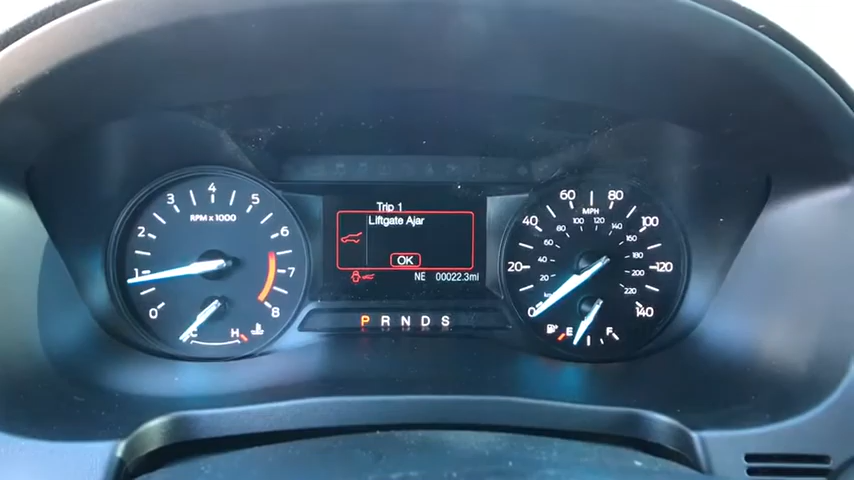 RPM x 1000
0 1 2 3 4 5 6 7 8
C H
Trip 1
Liftgate Ajar
OK
NE 00022.3mi
P R N D S
MPH
0 20 40 60 80 100 120 140
20 40 60 80 100 120 140 160 180 200 220
E F